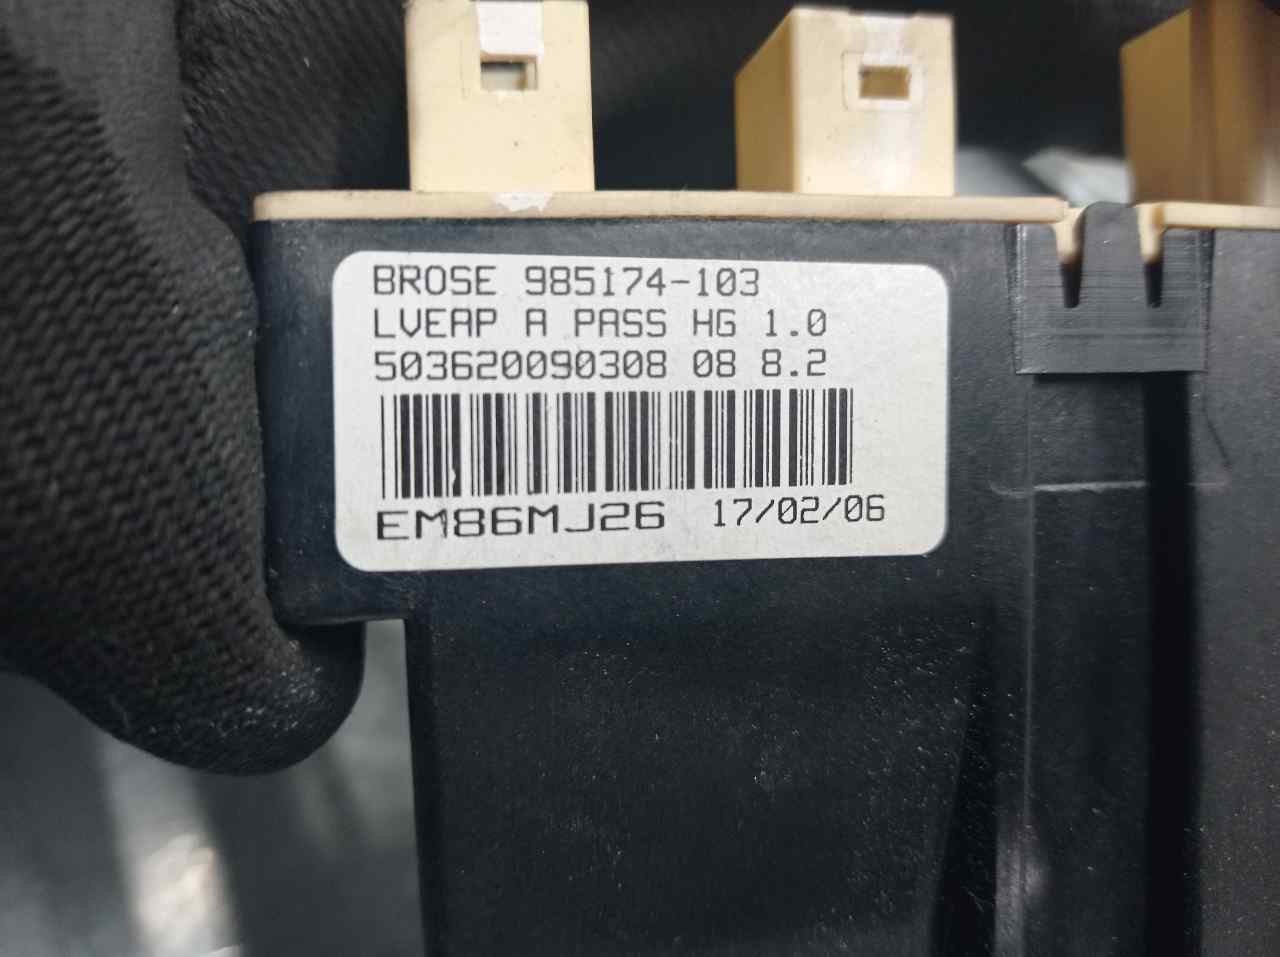 BROSE 985174-103
LVEAP A PASS HG 1.0
503620090308 08 8.2
EM86MJ26 17/02/06